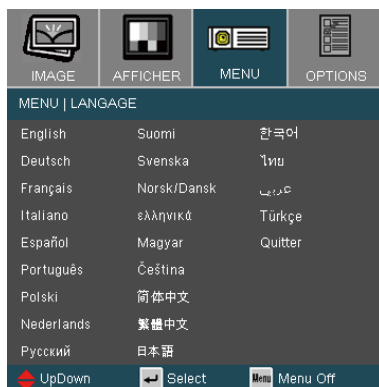 IMAGE AFFICHER MENU OPTIONS
MENU | LANGAGE
English Suomi 한국어
Deutsch Svenska ไทย
Français Norsk/Dansk عربي
Italiano ελληνικά Türkçe
Español Magyar Quitter
Português Čeština
Polski 简体中文
Nederlands 繁體中文
Русский 日本語
UpDown Select Menu Menu Off